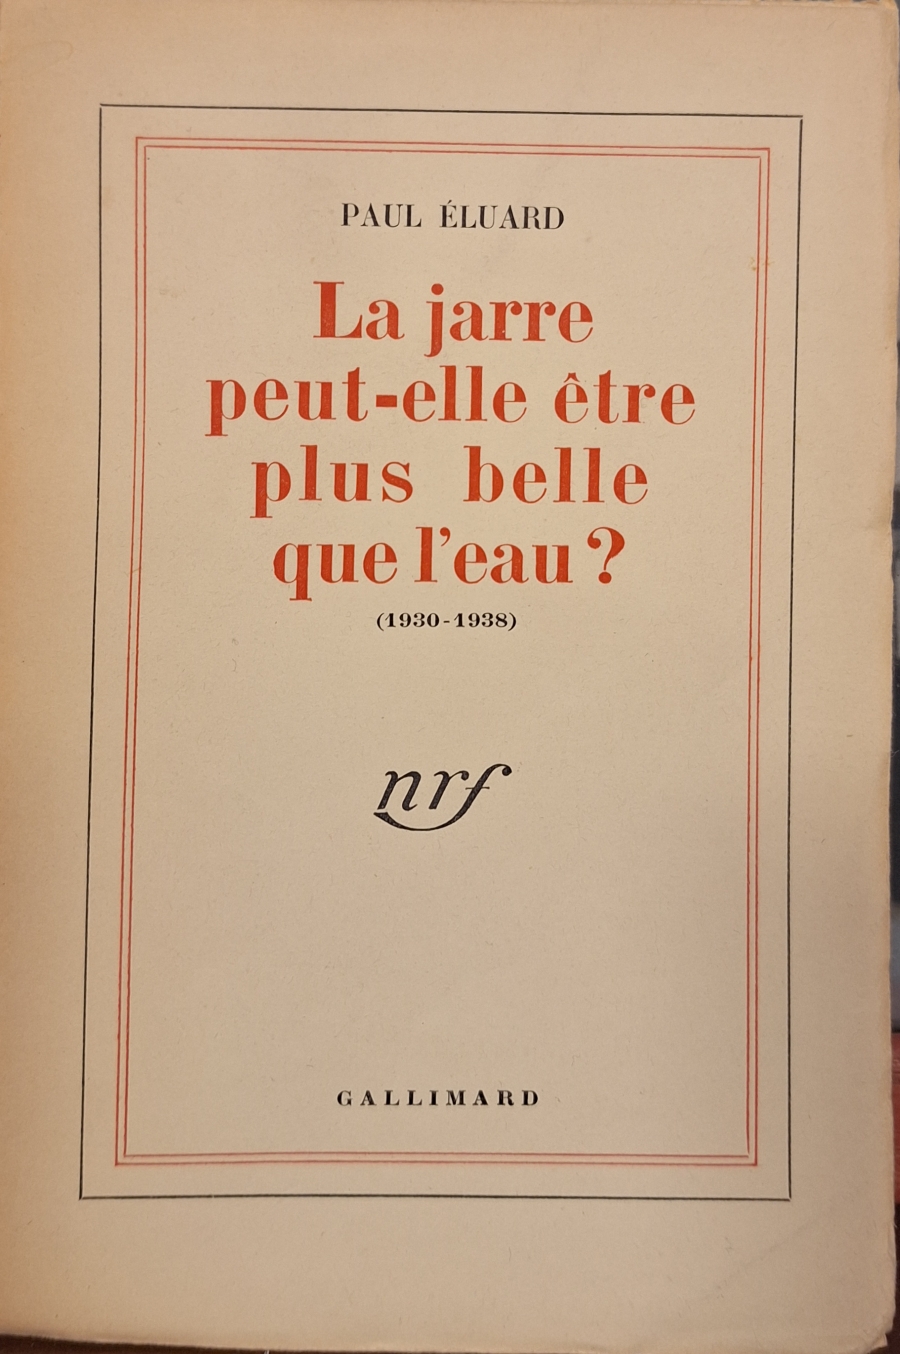 PAUL ÉLUARD
La jarre
peut-elle être
plus belle
que l'eau ?
(1930-1938)
nrf
GALLIMARD